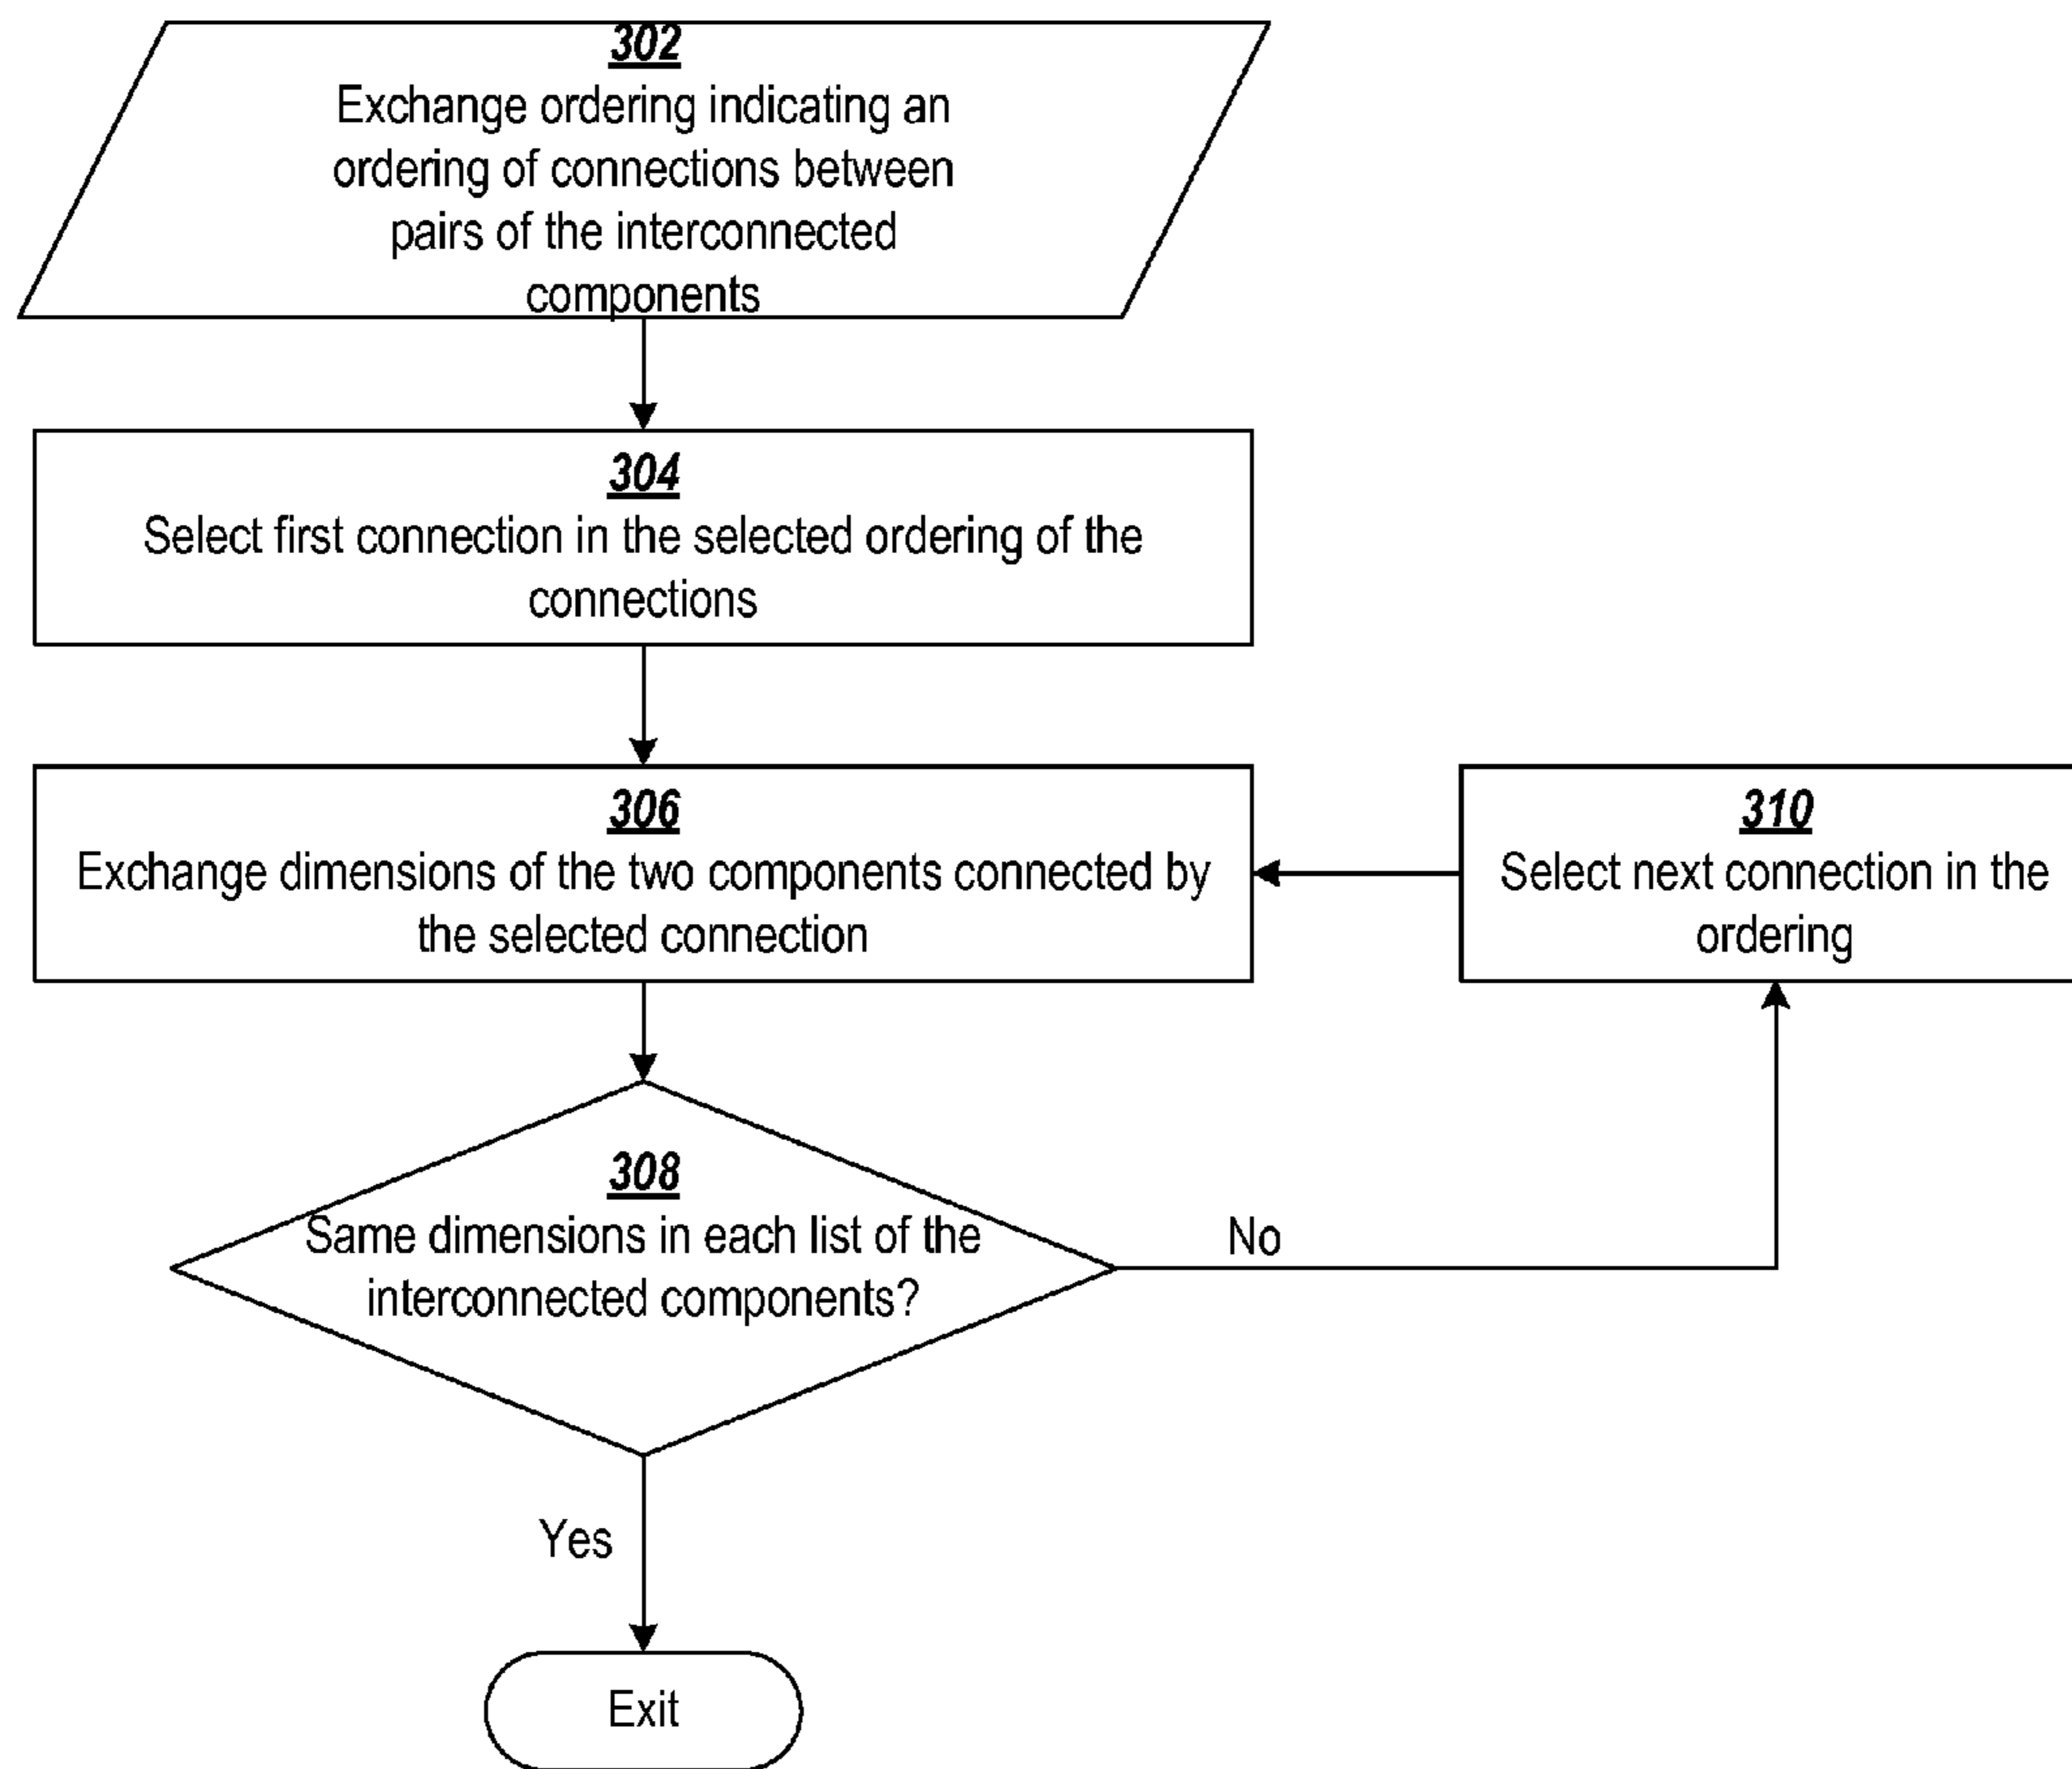 302
Exchange ordering indicating an
ordering of connections between
pairs of the interconnected
components
304
Select first connection in the selected ordering of the
connections
306
Exchange dimensions of the two components connected by
the selected connection
310
Select next connection in the
ordering
308
Same dimensions in each list of the
interconnected components?
No
Yes
Exit